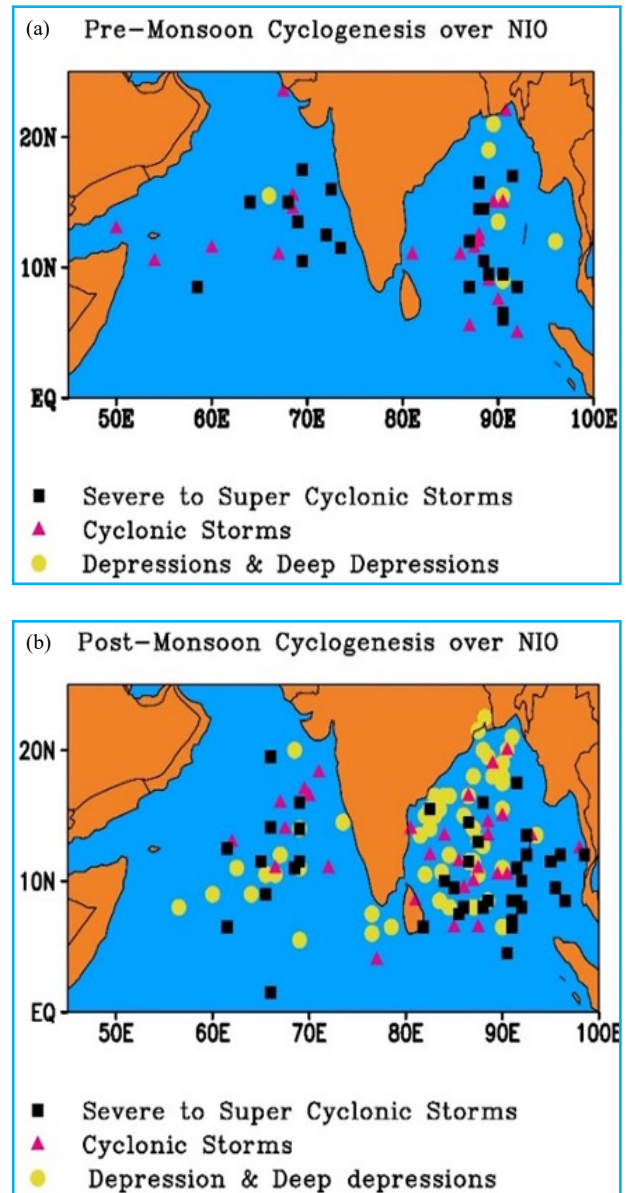 (a) Pre-Monsoon Cyclogenesis over NIO
20N
10N
EQ
50E 60E 70E 80E 90E 100E
Severe to Super Cyclonic Storms
Cyclonic Storms
Depressions & Deep Depressions
(b) Post-Monsoon Cyclogenesis over NIO
20N
10N
EQ
50E 60E 70E 80E 90E 100E
Severe to Super Cyclonic Storms
Cyclonic Storms
Depression & Deep depressions